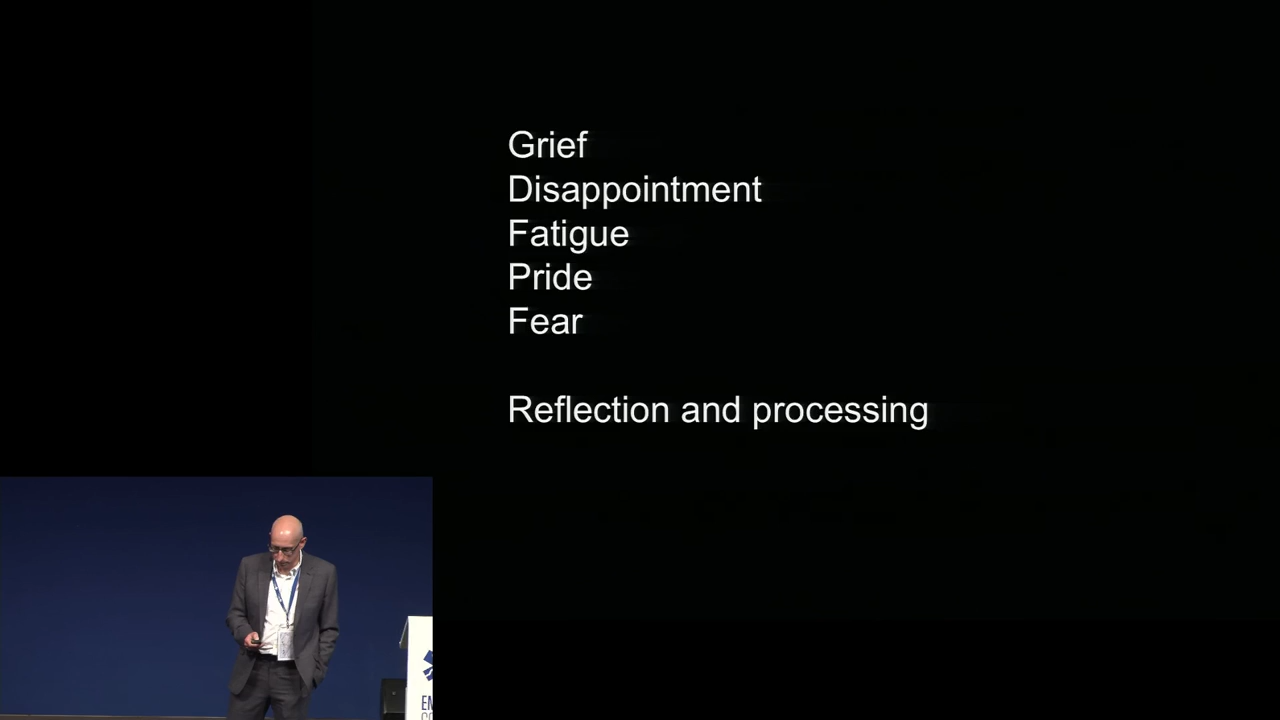 Grief
Disappointment
Fatigue
Pride
Fear
Reflection and processing